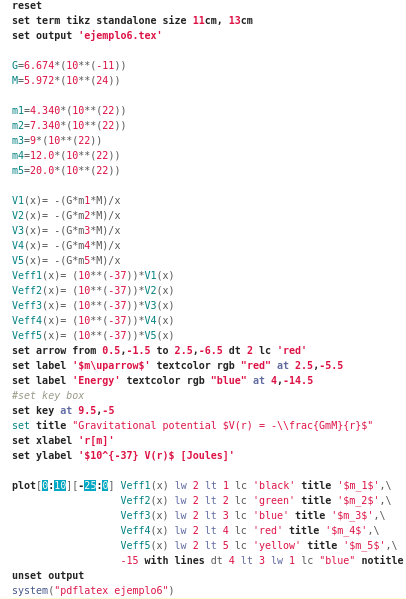 reset
set term tikz standalone size 11cm, 13cm
set output 'ejemplo6.tex'
G=6.674*(10**(-11))
M=5.972*(10**(24))
m1=4.340*(10**(22))
m2=7.340*(10**(22))
m3=9*(10**(22))
m4=12.0*(10**(22))
m5=20.0*(10**(22))
V1(x)= -(G*m1*M)/x
V2(x)= -(G*m2*M)/x
V3(x)= -(G*m3*M)/x
V4(x)= -(G*m4*M)/x
V5(x)= -(G*m5*M)/x
Veff1(x)= (10**(-37))*V1(x)
Veff2(x)= (10**(-37))*V2(x)
Veff3(x)= (10**(-37))*V3(x)
Veff4(x)= (10**(-37))*V4(x)
Veff5(x)= (10**(-37))*V5(x)
set arrow from 0.5,-1.5 to 2.5,-6.5 dt 2 lc 'red'
set label '$m\uparrow$' textcolor rgb "red" at 2.5,-5.5
set label 'Energy' textcolor rgb "blue" at 4,-14.5
#set key box
set key at 9.5,-5
set title "Gravitational potential $V(r) = -\\frac{GmM}{r}$"
set xlabel 'r[m]'
set ylabel '$10^{-37} V(r)$ [Joules]'
plot[0:10][-25:0] Veff1(x) lw 2 lt 1 lc 'black' title '$m_1$',\
Veff2(x) lw 2 lt 2 lc 'green' title '$m_2$',\
Veff3(x) lw 2 lt 3 lc 'blue' title '$m_3$',\
Veff4(x) lw 2 lt 4 lc 'red' title '$m_4$',\
Veff5(x) lw 2 lt 5 lc 'yellow' title '$m_5$',\
-15 with lines dt 4 lt 3 lw 1 lc "blue" notitle
unset output
system("pdflatex ejemplo6")